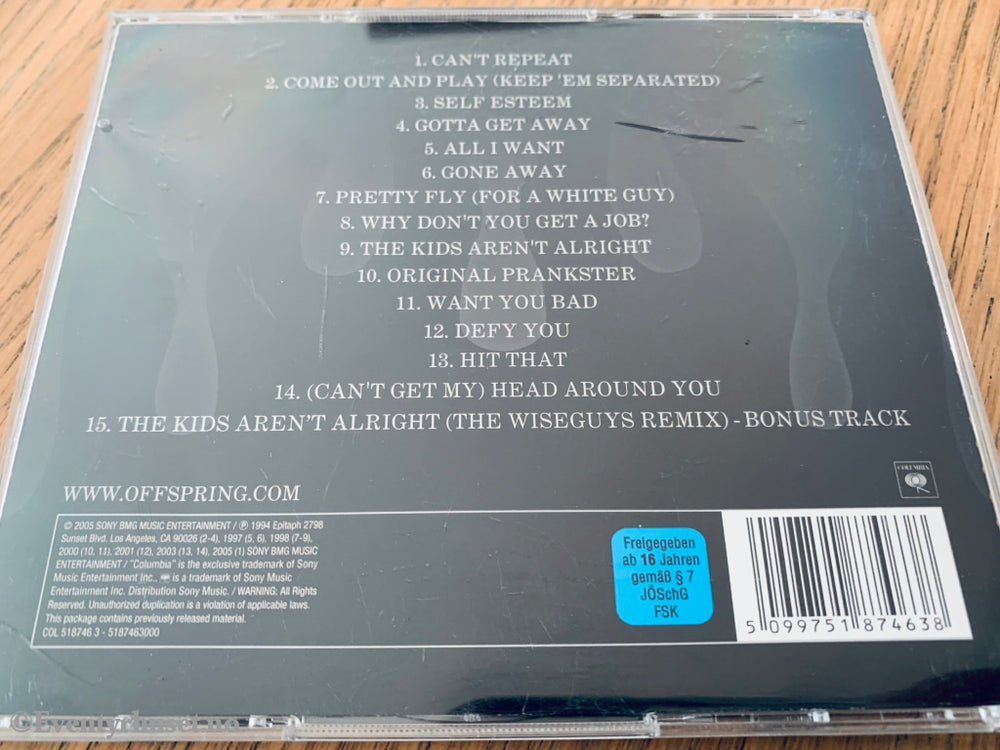 1. CAN'T REPEAT
2. COME OUT AND PLAY (KEEP 'EM SEPARATED)
3. SELF ESTEEM
4. GOTTA GET AWAY
5. ALL I WANT
6. GONE AWAY
7. PRETTY FLY (FOR A WHITE GUY)
8. WHY DON'T YOU GET A JOB?
9. THE KIDS AREN'T ALRIGHT
10. ORIGINAL PRANKSTER
11. WANT YOU BAD
12. DEFY YOU
13. HIT THAT
14. (CAN'T GET MY) HEAD AROUND YOU
15. THE KIDS AREN'T ALRIGHT (THE WISEGUYS REMIX) - BONUS TRACK
WWW.OFFSPRING.COM
COLUMBIA
© 2005 SONY BMG MUSIC ENTERTAINMENT / ℗ 1994 Epitaph 2798
Sunset Blvd. Los Angeles, CA 90026 (2-4), 1997 (5, 6), 1998 (7-9),
2000 (10, 11), 2001 (12), 2003 (13, 14), 2005 (1) SONY BMG MUSIC
ENTERTAINMENT / "Columbia" is the exclusive trademark of Sony
Music Entertainment Inc., is a trademark of Sony Music
Entertainment Inc. Distribution Sony Music. / WARNING: All Rights
Reserved. Unauthorized duplication is a violation of applicable laws.
This package contains previously released material.
COL 518746 3 - 5187463000
Freigegeben
ab 16 Jahren
gemäß § 7
JÖSchG
FSK
5 099751 874638